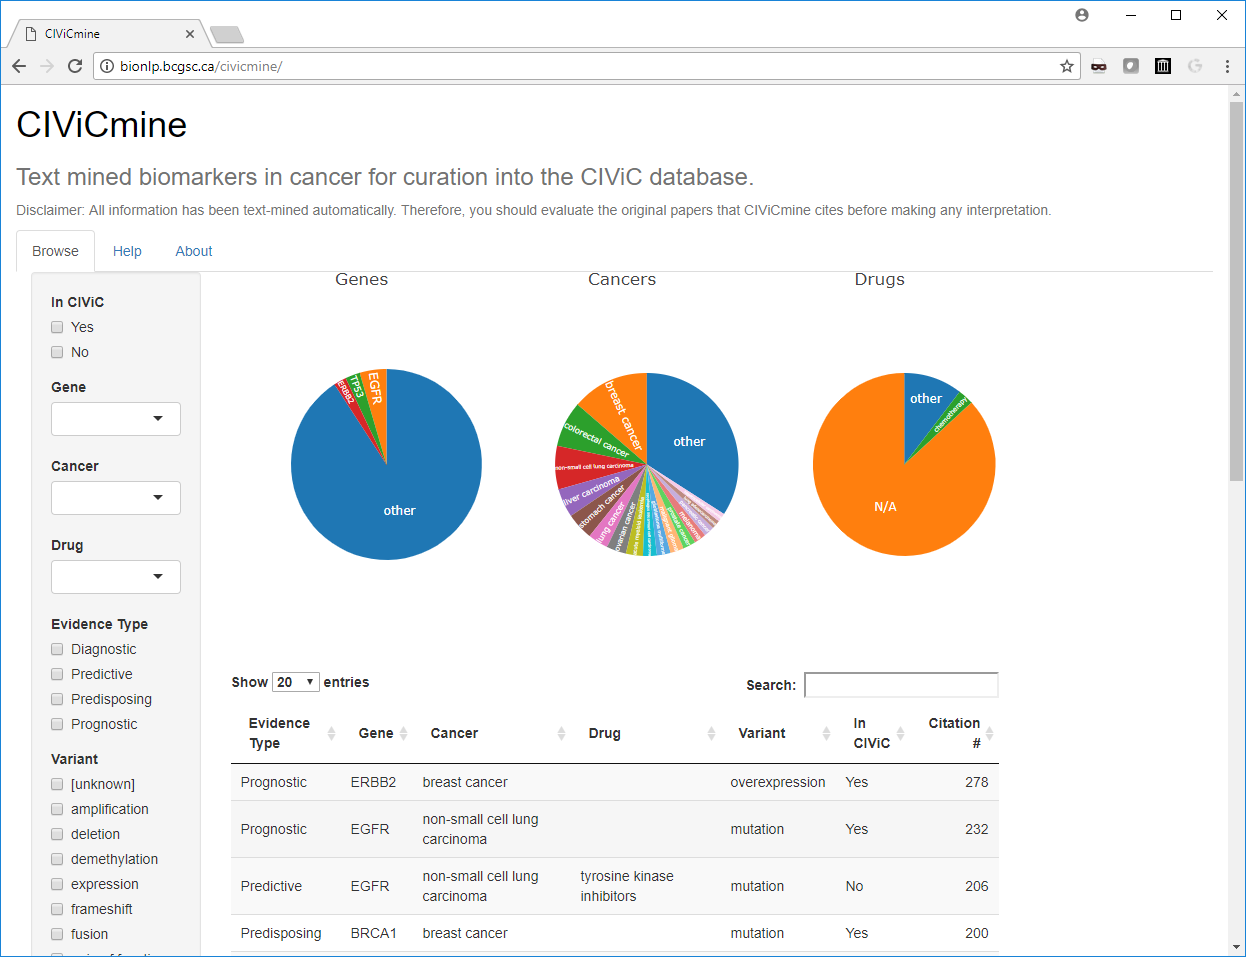 CIViCmine
bionlp.bcgsc.ca/civicmine/
CIViCmine
Text mined biomarkers in cancer for curation into the CIViC database.
Disclaimer: All information has been text-mined automatically. Therefore, you should evaluate the original papers that CIViCmine cites before making any interpretation.
Browse Help About
In CIViC
Yes
No
Gene
Cancer
Drug
Evidence Type
Diagnostic
Predictive
Predisposing
Prognostic
Variant
[unknown]
amplification
deletion
demethylation
expression
frameshift
fusion
Genes
ERBB2
TP53
EGFR
other
Cancers
breast cancer
colorectal cancer
non-small cell lung carcinoma
liver carcinoma
stomach cancer
lung cancer
ovarian cancer
prostate cancer
melanoma
other
Drugs
other
chemotherapy
N/A
Show 20 entries
Search:
Evidence Type Gene Cancer Drug Variant In CIViC Citation #
Prognostic ERBB2 breast cancer overexpression Yes 278
Prognostic EGFR non-small cell lung carcinoma mutation Yes 232
Predictive EGFR non-small cell lung carcinoma tyrosine kinase inhibitors mutation No 206
Predisposing BRCA1 breast cancer mutation Yes 200